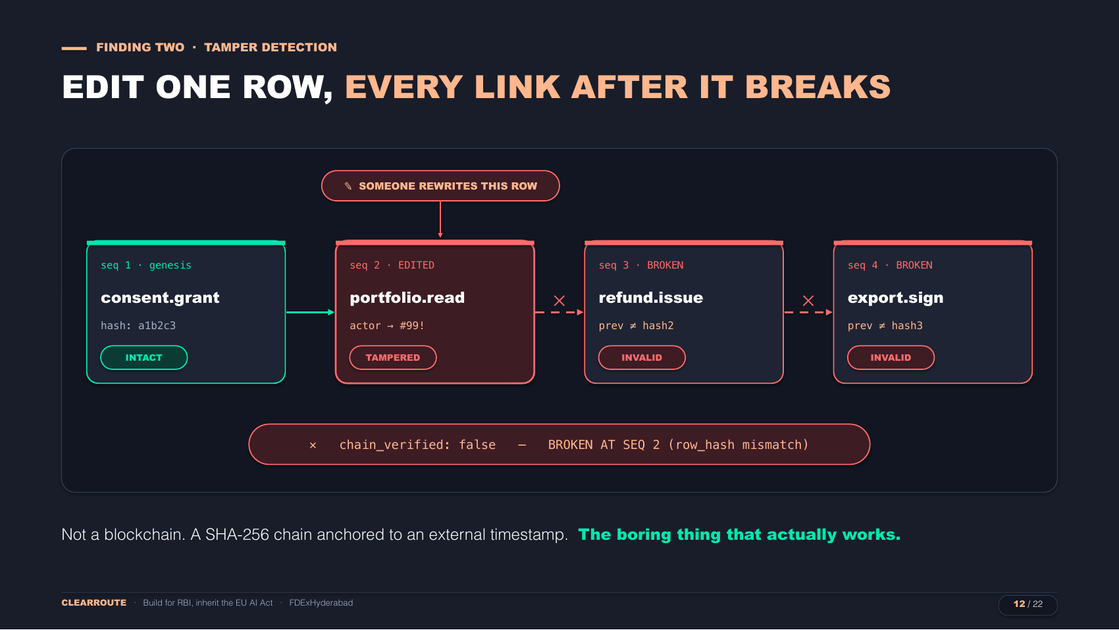 FINDING TWO · TAMPER DETECTION
EDIT ONE ROW, EVERY LINK AFTER IT BREAKS
✎ SOMEONE REWRITES THIS ROW
seq 1 · genesis
consent.grant
hash: a1b2c3
INTACT
seq 2 · EDITED
portfolio.read
actor → #99!
TAMPERED
×
seq 3 · BROKEN
refund.issue
prev ≠ hash2
INVALID
×
seq 4 · BROKEN
export.sign
prev ≠ hash3
INVALID
× chain_verified: false — BROKEN AT SEQ 2 (row_hash mismatch)
Not a blockchain. A SHA-256 chain anchored to an external timestamp. The boring thing that actually works.
CLEARROUTE · Build for RBI, inherit the EU AI Act · FDExHyderabad
12 / 22